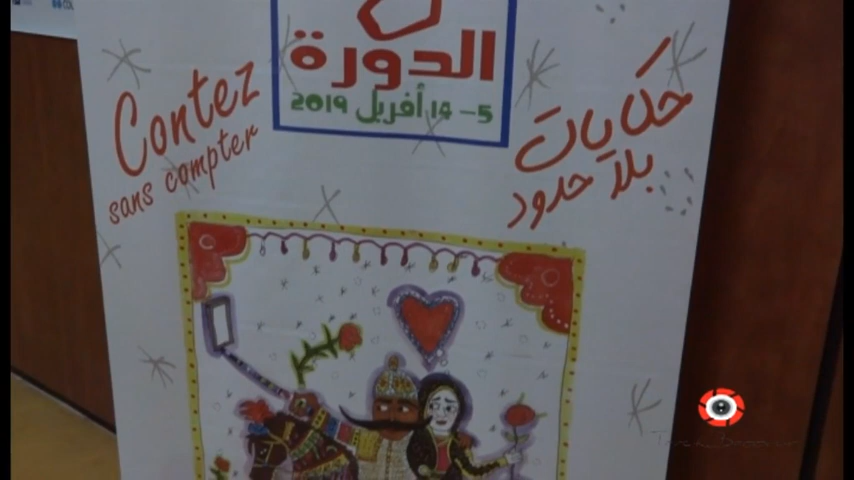 الدورة
5- 14 أفريل 2019
Contez
sans compter
حكايات
بلا حدود